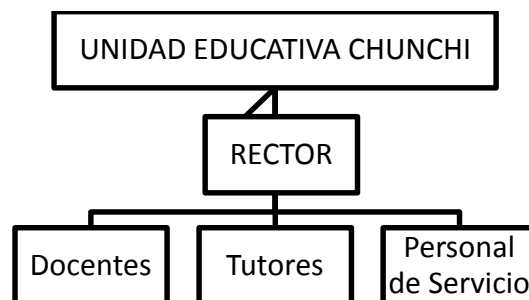 UNIDAD EDUCATIVA CHUNCHI
RECTOR
Docentes
Tutores
Personal
de Servicio